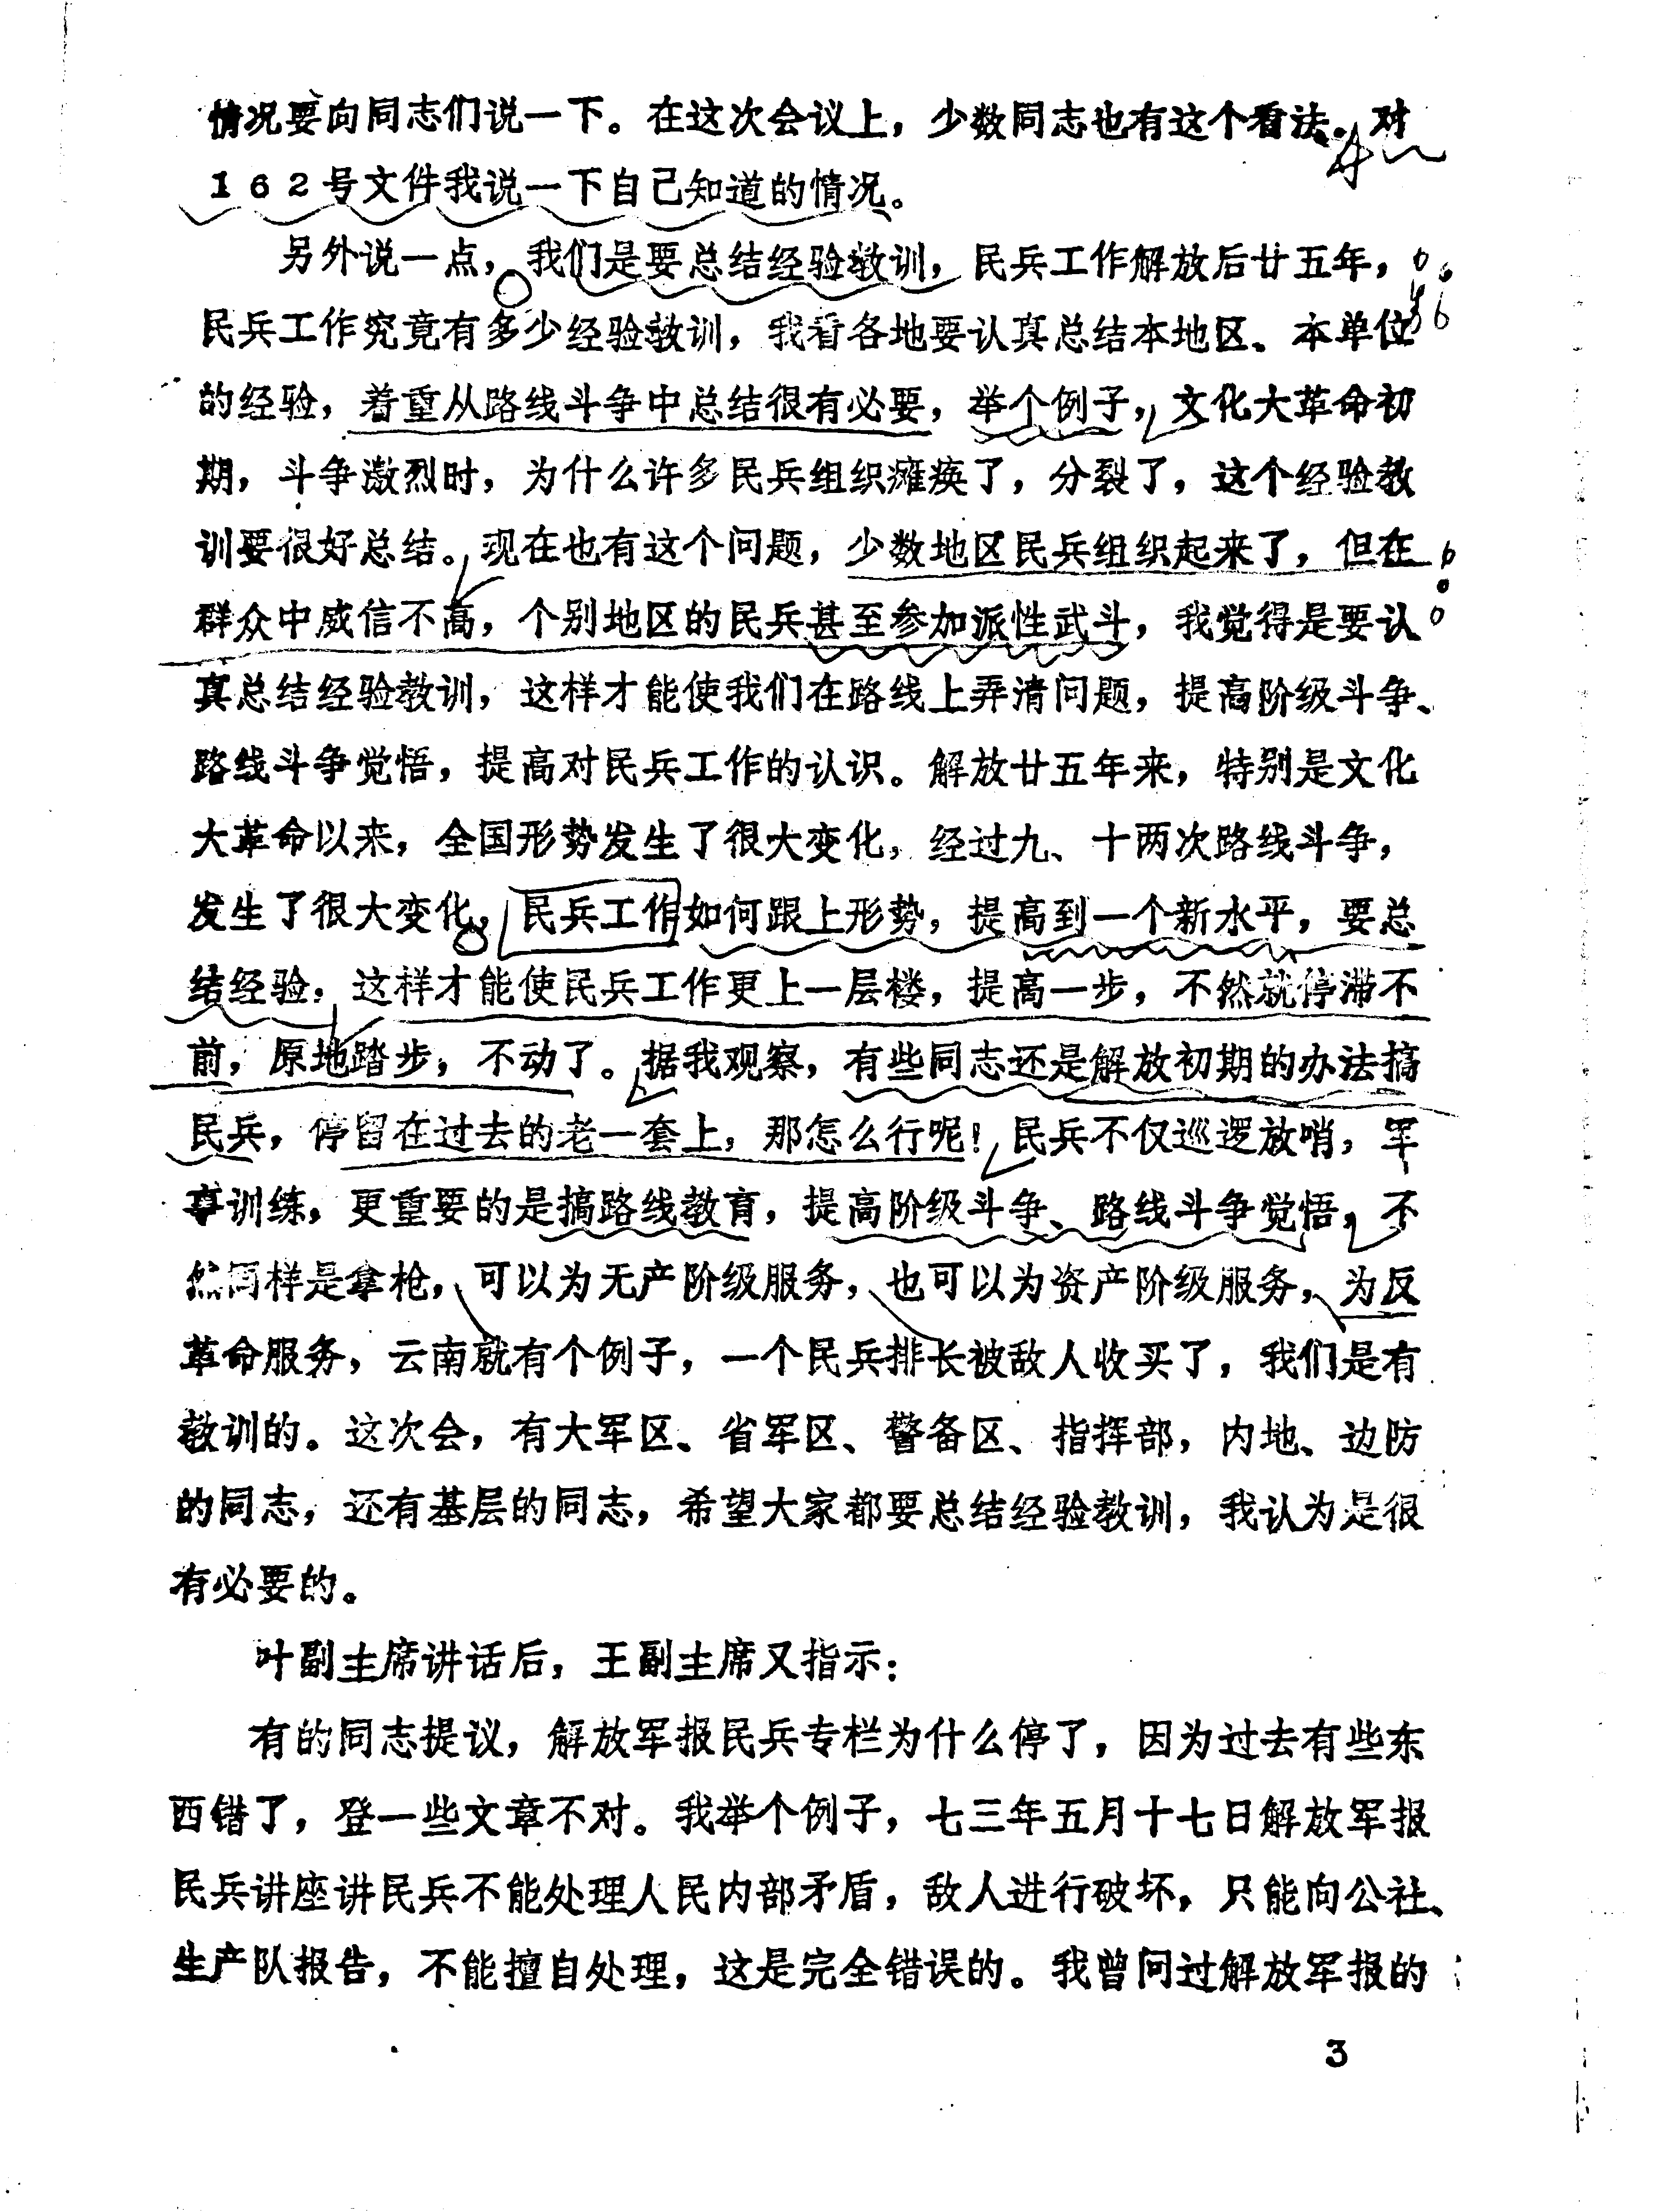 情况要向同志们说一下。在这次会议上，少数同志也有这个看法，对
162号文件我说一下自己知道的情况。
另外说一点，我们是要总结经验教训，民兵工作解放后廿五年，
民兵工作究竟有多少经验教训，我看各地要认真总结本地区、本单位
的经验，着重从路线斗争中总结很有必要，举个例子，文化大革命初
期，斗争激烈时，为什么许多民兵组织瘫痪了，分裂了，这个经验教
训要很好总结。现在也有这个问题，少数地区民兵组织起来了，但在
群众中威信不高，个别地区的民兵甚至参加派性武斗，我觉得是要认
真总结经验教训，这样才能使我们在路线上弄清问题，提高阶级斗争、
路线斗争觉悟，提高对民兵工作的认识。解放廿五年来，特别是文化
大革命以来，全国形势发生了很大变化，经过九、十两次路线斗争，
发生了很大变化，民兵工作如何跟上形势，提高到一个新水平，要总
结经验，这样才能使民兵工作更上一层楼，提高一步，不然就停滞不
前，原地踏步，不动了。据我观察，有些同志还是解放初期的办法搞
民兵，停留在过去的老一套上，那怎么行呢！民兵不仅巡逻放哨，军
事训练，更重要的是搞路线教育，提高阶级斗争、路线斗争觉悟，不
然同样是拿枪，可以为无产阶级服务，也可以为资产阶级服务，为反
革命服务，云南就有个例子，一个民兵排长被敌人收买了，我们是有
教训的。这次会，有大军区、省军区、警备区、指挥部，内地、边防
的同志，还有基层的同志，希望大家都要总结经验教训，我认为是很
有必要的。
叶副主席讲话后，王副主席又指示：
有的同志提议，解放军报民兵专栏为什么停了，因为过去有些东
西错了，登一些文章不对。我举个例子，七三年五月十七日解放军报
民兵讲座讲民兵不能处理人民内部矛盾，敌人进行破坏，只能向公社、
生产队报告，不能擅自处理，这是完全错误的。我曾问过解放军报的
3